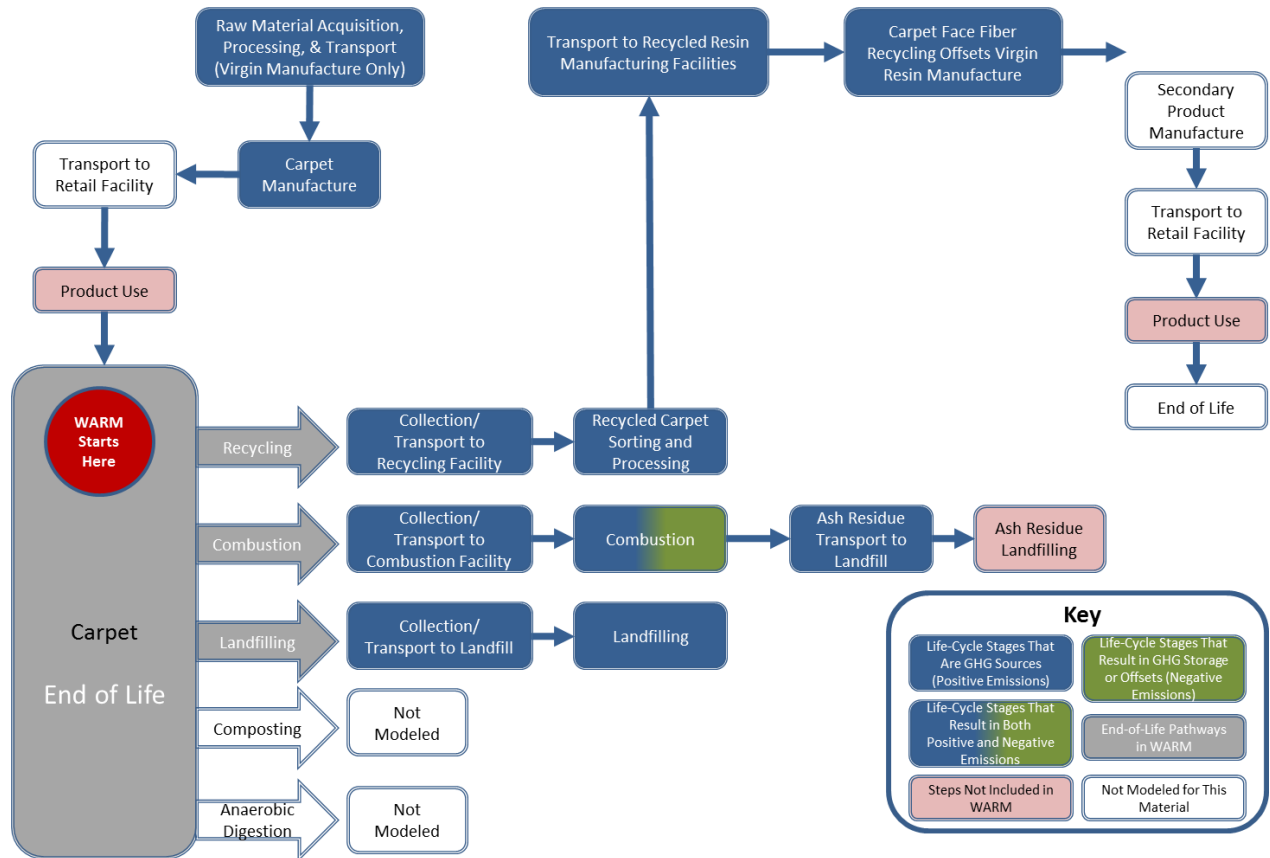 Raw Material Acquisition,
Processing, & Transport
(Virgin Manufacture Only)
Transport to Recycled Resin
Manufacturing Facilities
Carpet Face Fiber
Recycling Offsets Virgin
Resin Manufacture
Secondary
Product
Manufacture
Transport to
Retail Facility
Carpet
Manufacture
Transport to
Retail Facility
Product Use
Product Use
End of Life
WARM
Starts
Here
Carpet
End of Life
Recycling
Collection/
Transport to
Recycling Facility
Recycled Carpet
Sorting and
Processing
Combustion
Collection/
Transport to
Combustion Facility
Combustion
Ash Residue
Transport to
Landfill
Ash Residue
Landfilling
Landfilling
Collection/
Transport to Landfill
Landfilling
Composting
Not
Modeled
Anaerobic
Digestion
Not
Modeled
Key
Life-Cycle Stages That
Are GHG Sources
(Positive Emissions)
Life-Cycle Stages That
Result in GHG Storage
or Offsets (Negative
Emissions)
Life-Cycle Stages That
Result in Both
Positive and Negative
Emissions
End-of-Life Pathways
in WARM
Steps Not Included in
WARM
Not Modeled for This
Material